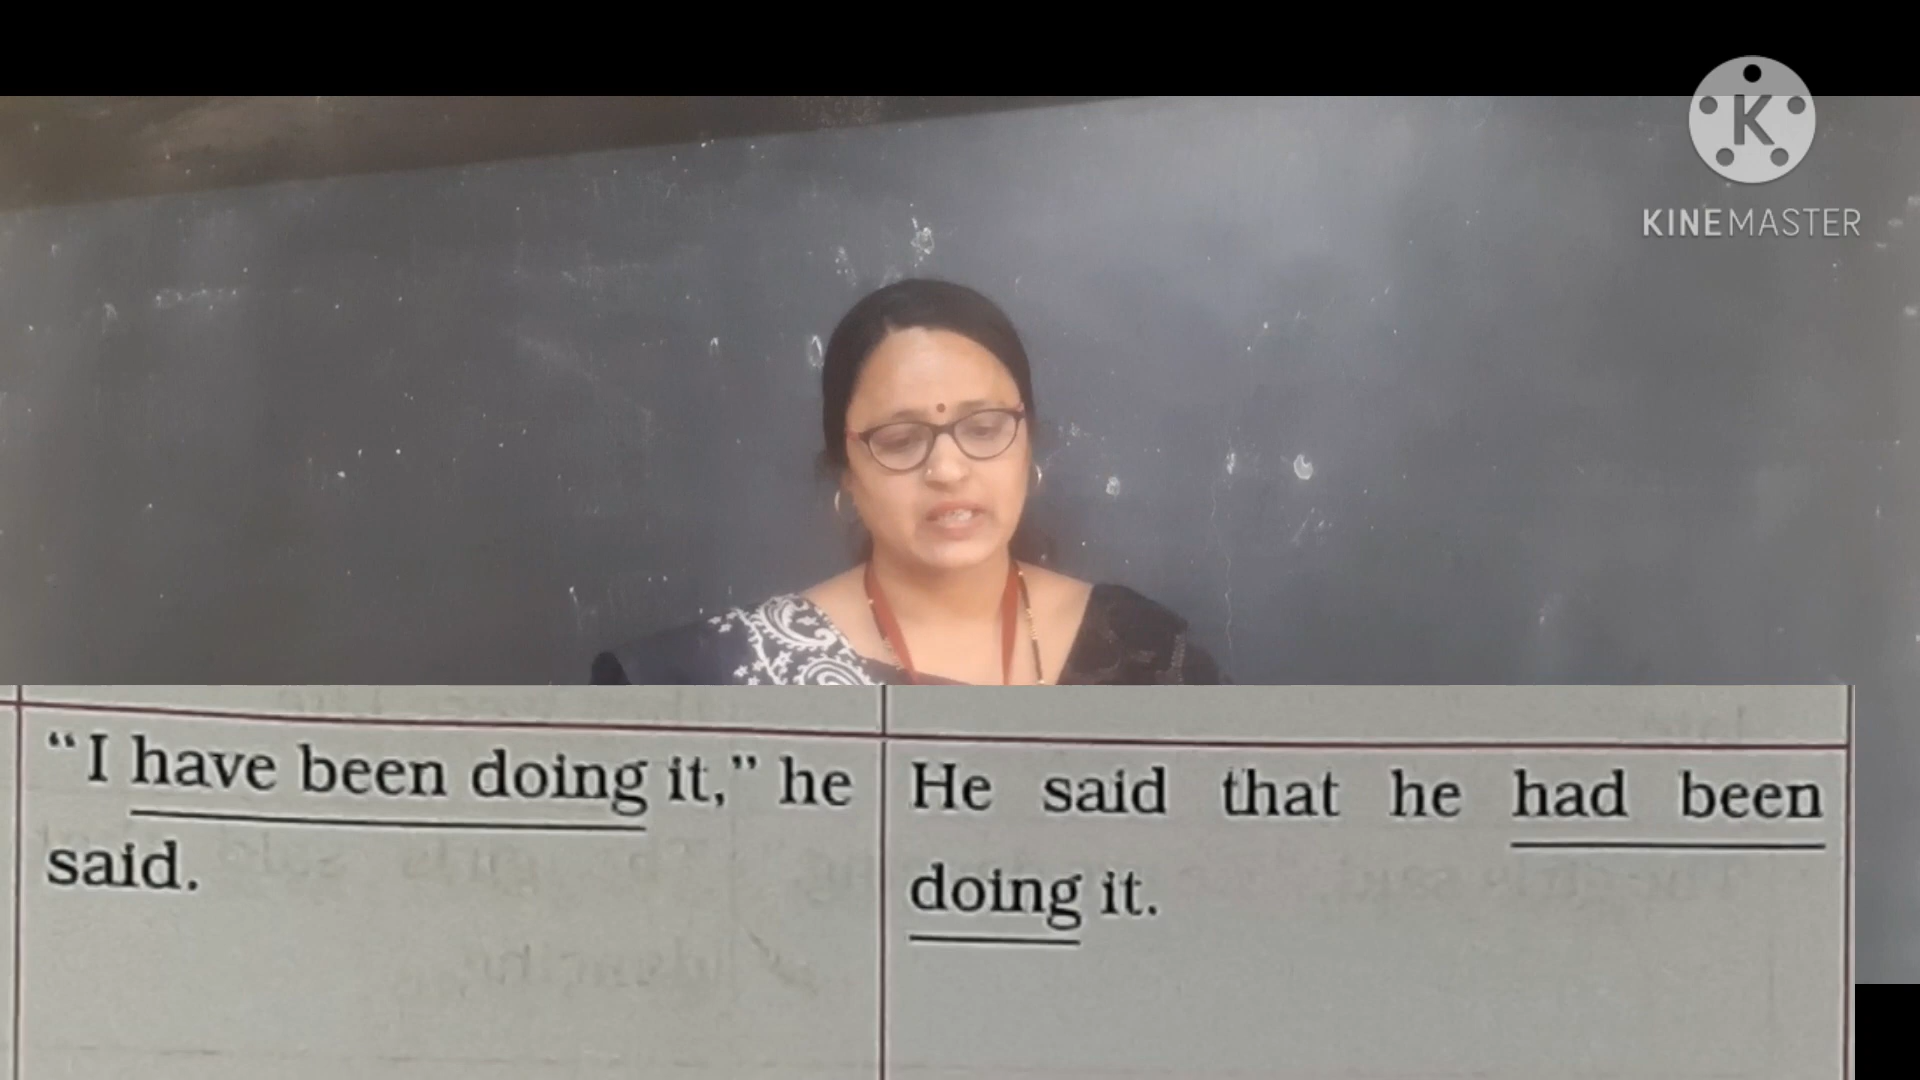 K
KINEMASTER
“I have been doing it,” he
said.
He said that he had been
doing it.